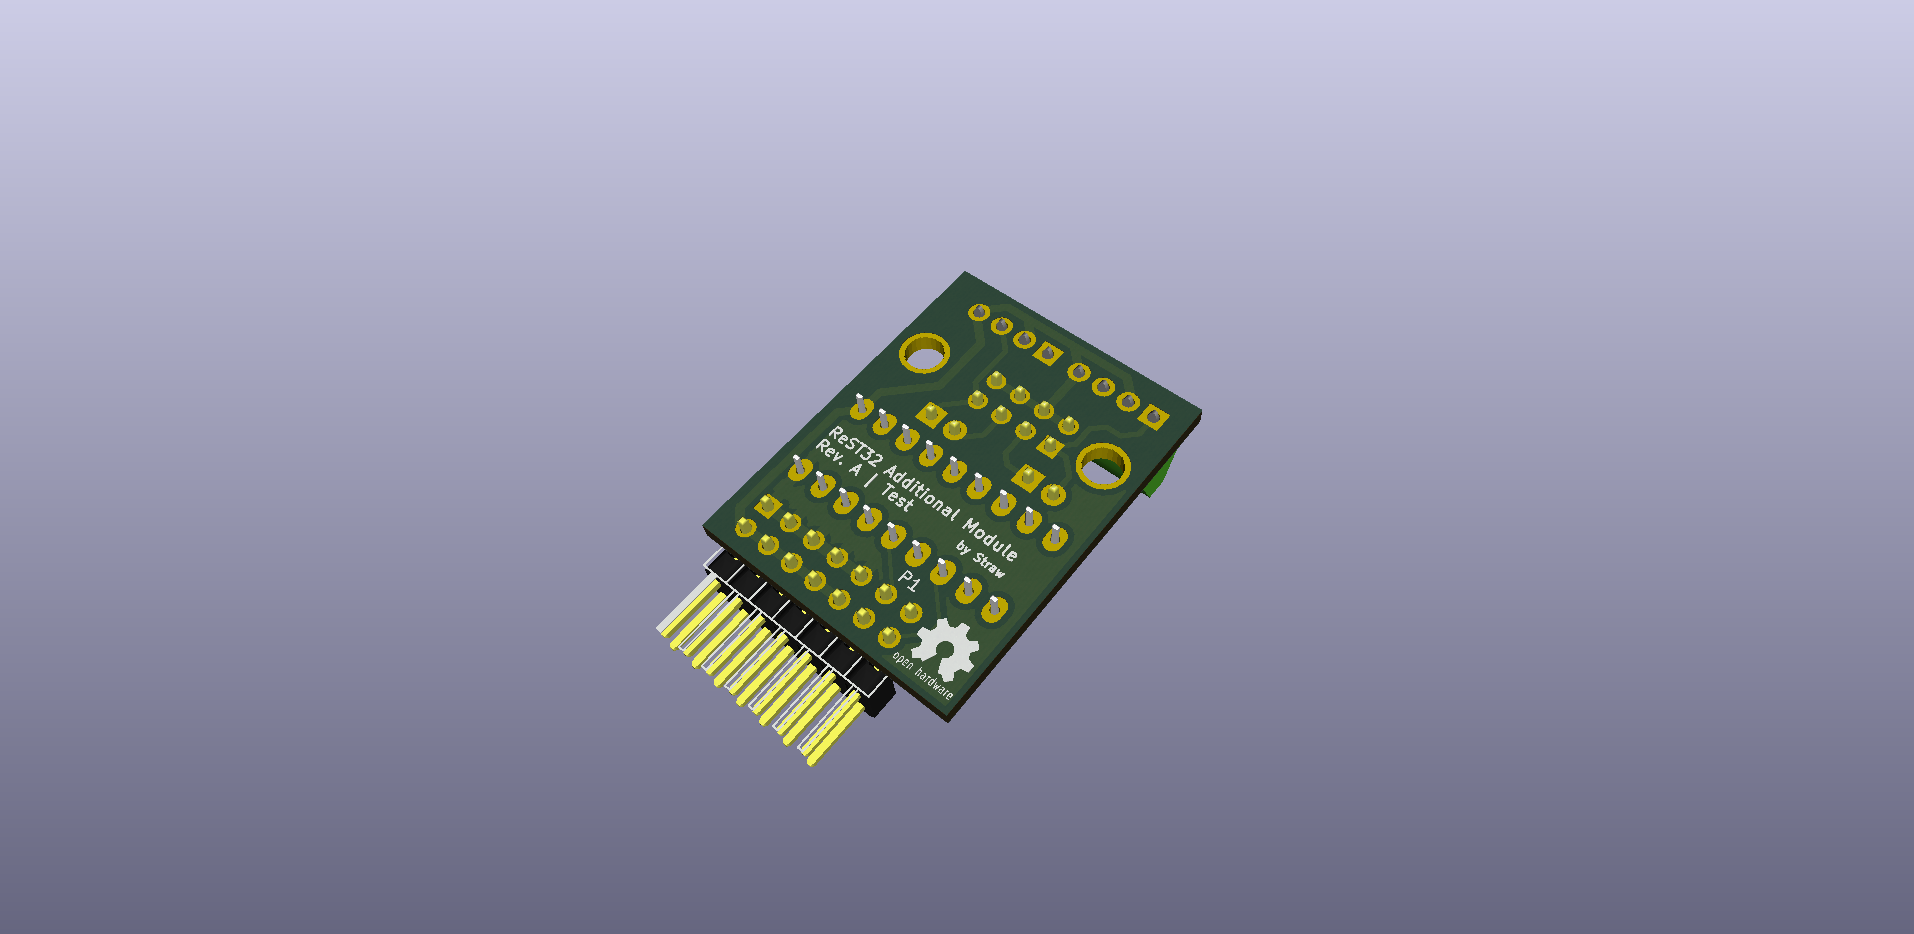 ReST32 Additional Module
Rev. A | Test
by Straw
P1
open hardware